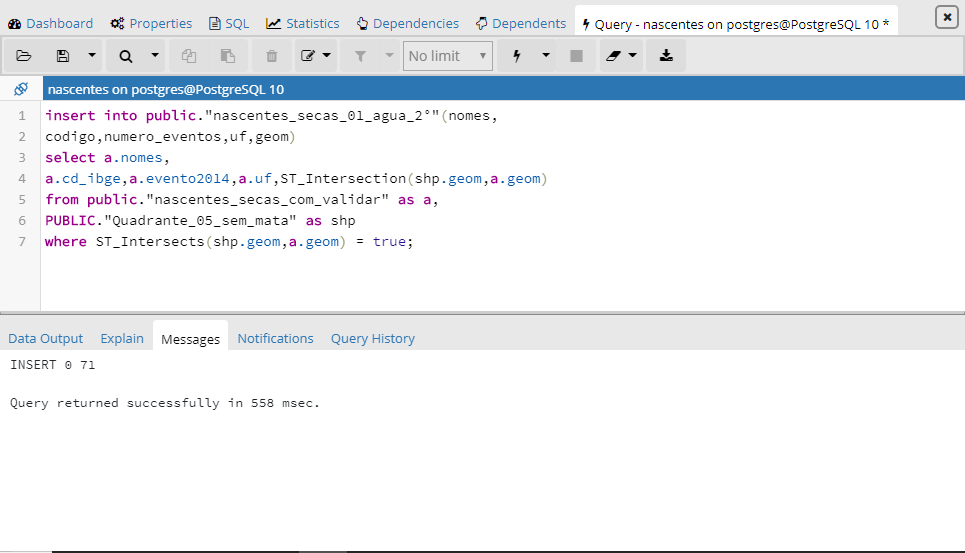 Dashboard Properties SQL Statistics Dependencies Dependents Query - nascentes on postgres@PostgreSQL 10 *
No limit
nascentes on postgres@PostgreSQL 10
1 insert into public."nascentes_secas_01_agua_2°"(nomes,
2 codigo,numero_eventos,uf,geom)
3 select a.nomes,
4 a.cd_ibge,a.evento2014,a.uf,ST_Intersection(shp.geom,a.geom)
5 from public."nascentes_secas_com_validar" as a,
6 PUBLIC."Quadrante_05_sem_mata" as shp
7 where ST_Intersects(shp.geom,a.geom) = true;
Data Output Explain Messages Notifications Query History
INSERT 0 71
Query returned successfully in 558 msec.